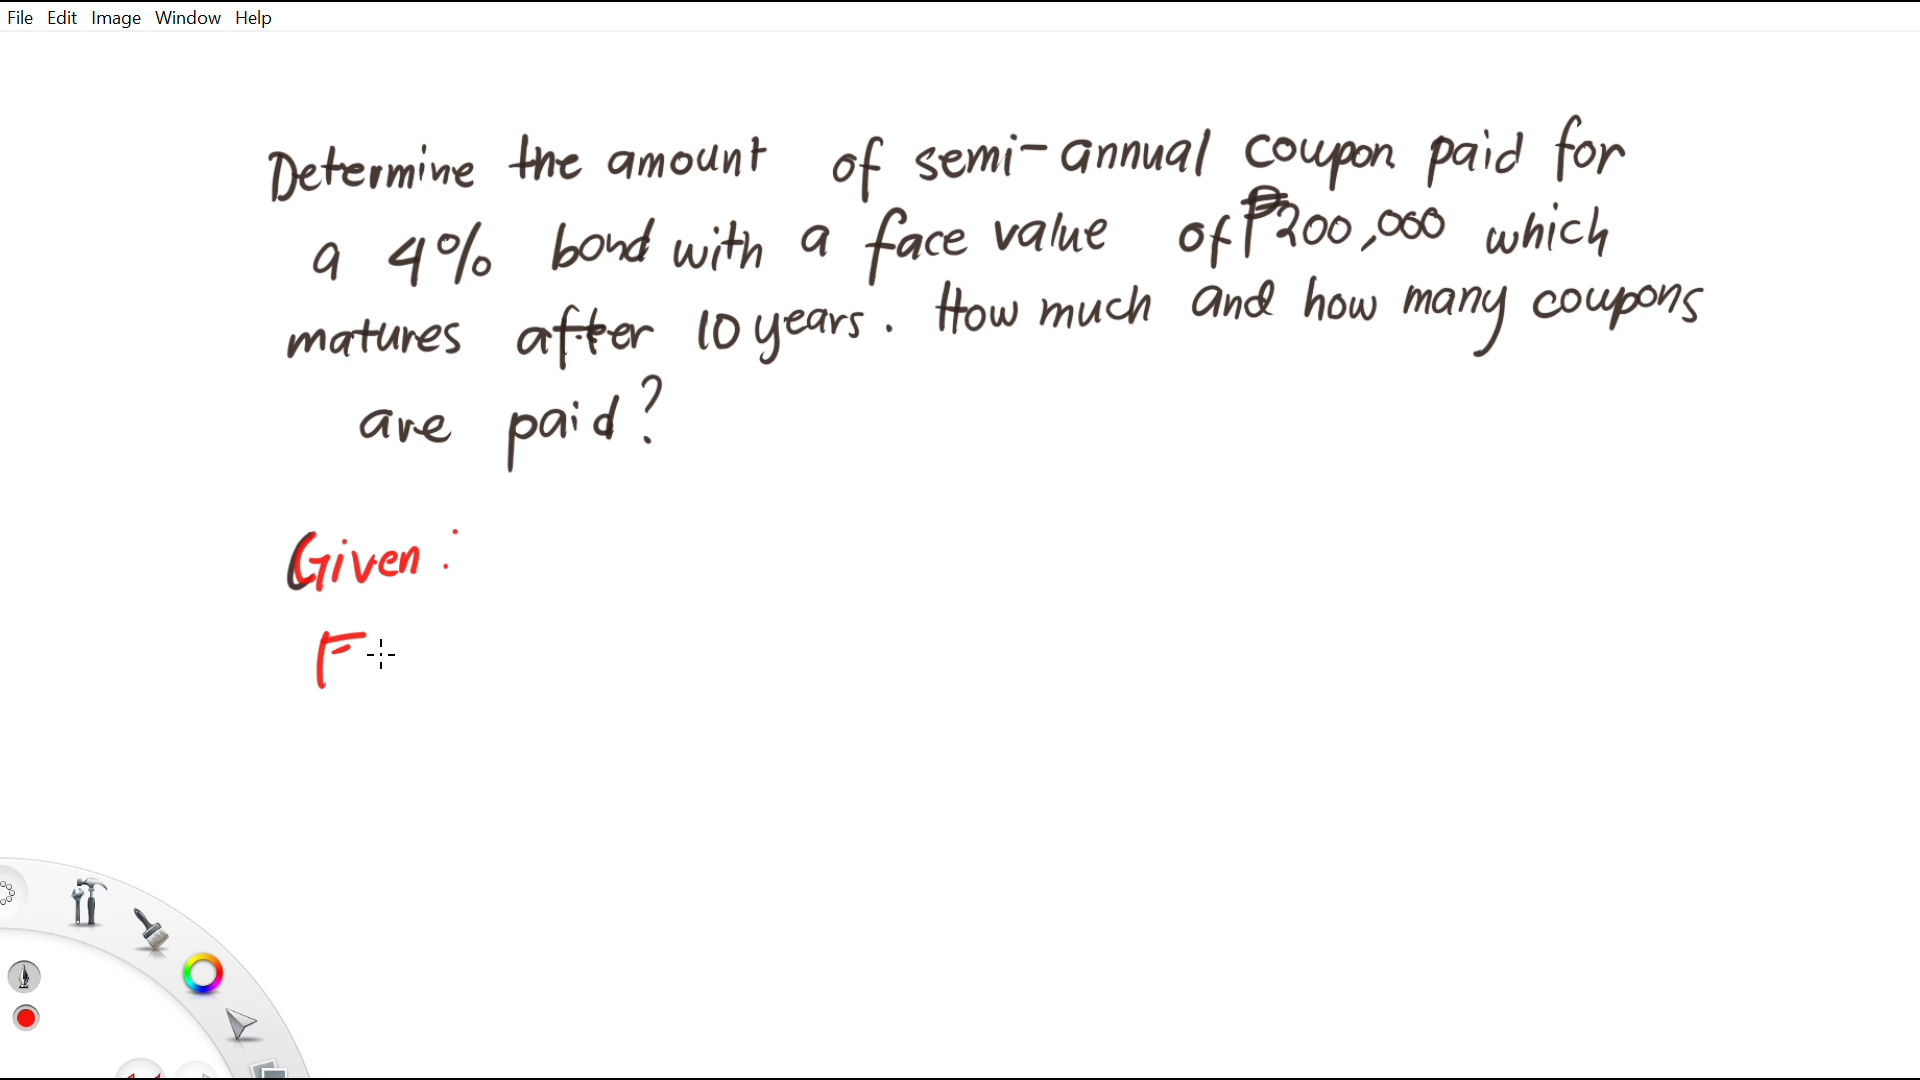 File Edit Image Window Help
Determine the amount of semi-annual coupon paid for
a 4% bond with a face value of ₱200,000 which
matures after 10 years. How much and how many coupons
are paid?
Given:
F